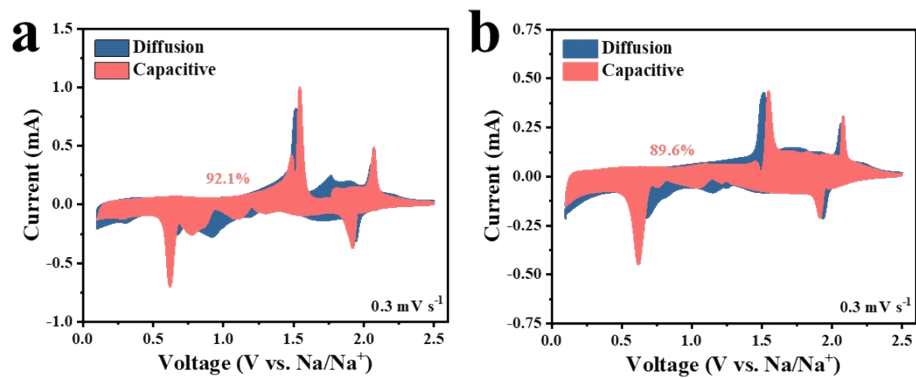 a
Diffusion
Capacitive
92.1%
0.3 mV s⁻¹
Current (mA)
1.5
1.0
0.5
0.0
-0.5
-1.0
0.0 0.5 1.0 1.5 2.0 2.5
Voltage (V vs. Na/Na⁺)
b
Diffusion
Capacitive
89.6%
0.3 mV s⁻¹
Current (mA)
0.75
0.50
0.25
0.00
-0.25
-0.50
-0.75
0.0 0.5 1.0 1.5 2.0 2.5
Voltage (V vs. Na/Na⁺)